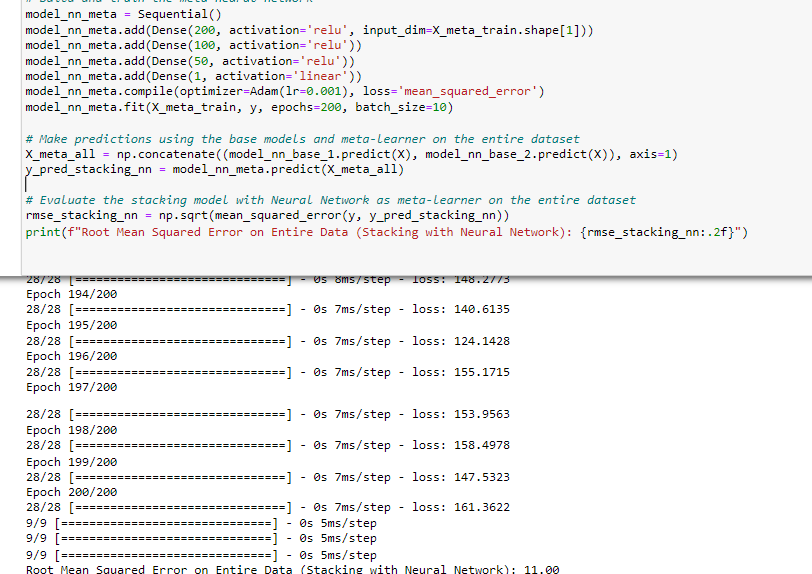 # Build and train the meta neural network
model_nn_meta = Sequential()
model_nn_meta.add(Dense(200, activation='relu', input_dim=X_meta_train.shape[1]))
model_nn_meta.add(Dense(100, activation='relu'))
model_nn_meta.add(Dense(50, activation='relu'))
model_nn_meta.add(Dense(1, activation='linear'))
model_nn_meta.compile(optimizer=Adam(lr=0.001), loss='mean_squared_error')
model_nn_meta.fit(X_meta_train, y, epochs=200, batch_size=10)
# Make predictions using the base models and meta-learner on the entire dataset
X_meta_all = np.concatenate((model_nn_base_1.predict(X), model_nn_base_2.predict(X)), axis=1)
y_pred_stacking_nn = model_nn_meta.predict(X_meta_all)
# Evaluate the stacking model with Neural Network as meta-learner on the entire dataset
rmse_stacking_nn = np.sqrt(mean_squared_error(y, y_pred_stacking_nn))
print(f"Root Mean Squared Error on Entire Data (Stacking with Neural Network): {rmse_stacking_nn:.2f}")
28/28 [==============================] - 0s 8ms/step - loss: 148.2773
Epoch 194/200
28/28 [==============================] - 0s 7ms/step - loss: 140.6135
Epoch 195/200
28/28 [==============================] - 0s 7ms/step - loss: 124.1428
Epoch 196/200
28/28 [==============================] - 0s 7ms/step - loss: 155.1715
Epoch 197/200
28/28 [==============================] - 0s 7ms/step - loss: 153.9563
Epoch 198/200
28/28 [==============================] - 0s 7ms/step - loss: 158.4978
Epoch 199/200
28/28 [==============================] - 0s 7ms/step - loss: 147.5323
Epoch 200/200
28/28 [==============================] - 0s 7ms/step - loss: 161.3622
9/9 [==============================] - 0s 5ms/step
9/9 [==============================] - 0s 5ms/step
9/9 [==============================] - 0s 5ms/step
Root Mean Squared Error on Entire Data (Stacking with Neural Network): 11.00